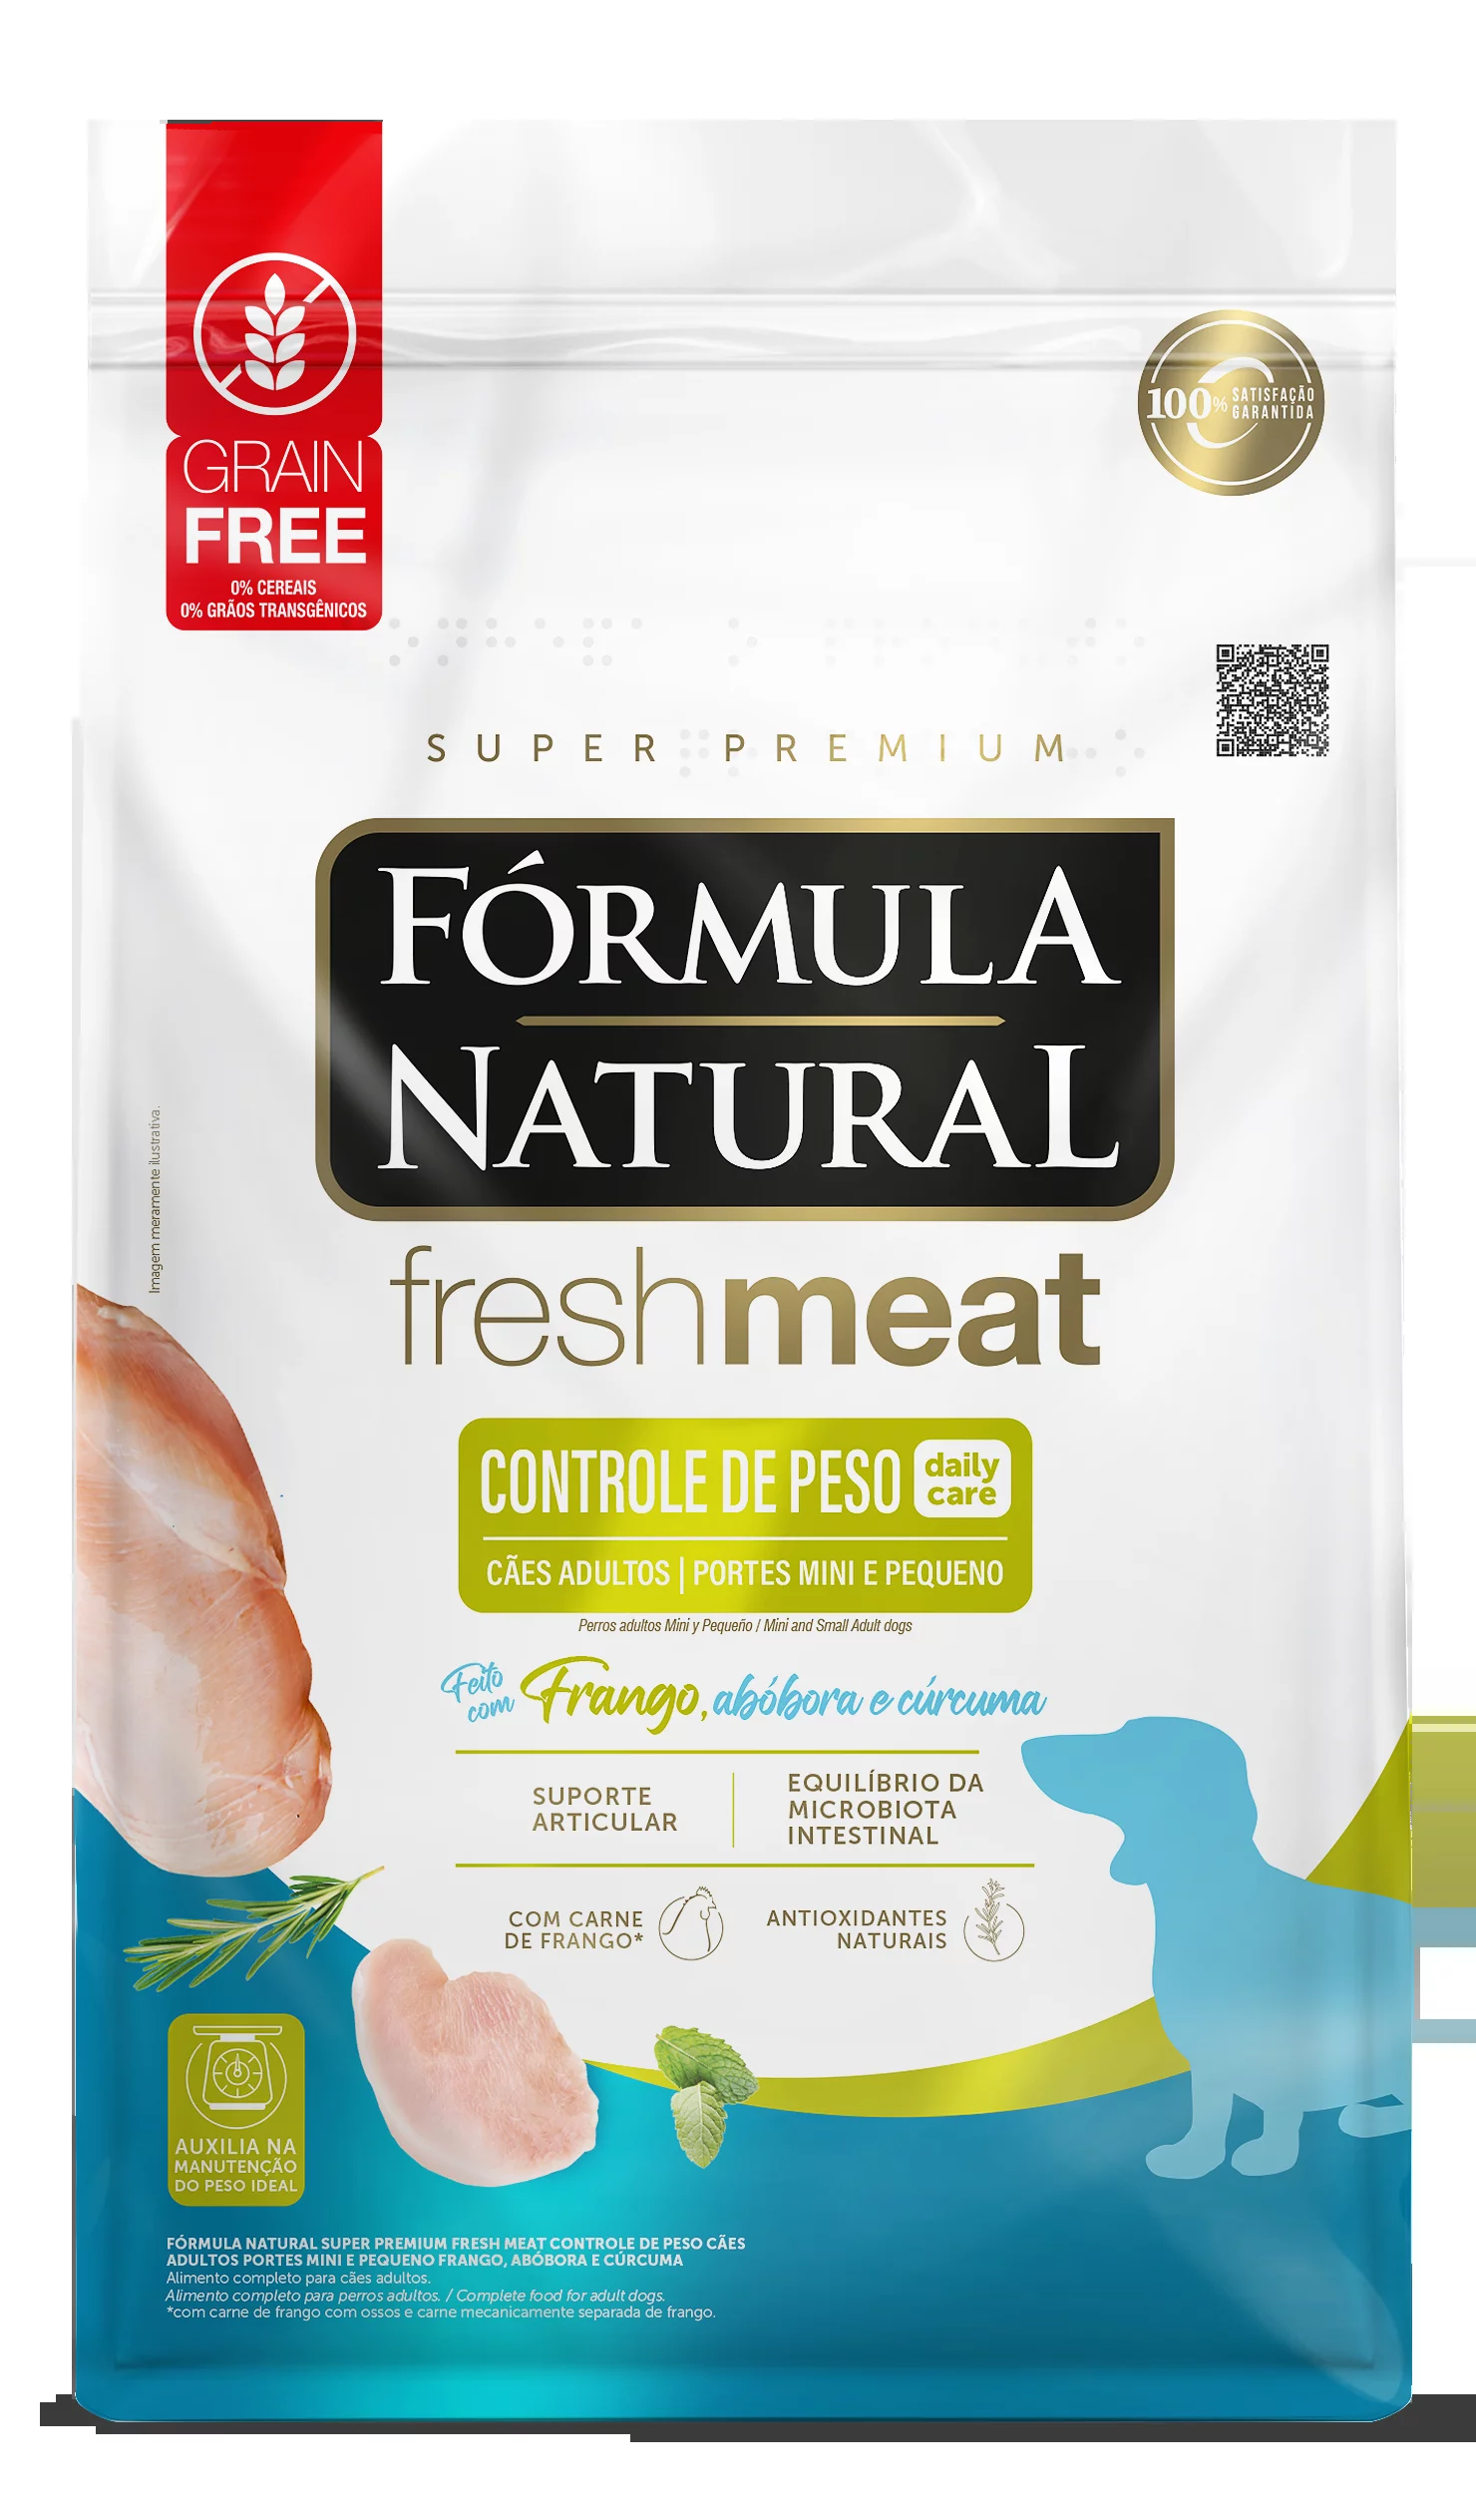 GRAIN
FREE
0% CEREAIS
0% GRÃOS TRANSGÊNICOS
100% SATISFAÇÃO
GARANTIDA
SUPER PREMIUM
FÓRMULA
NATURAL
freshmeat
Imagem meramente ilustrativa.
CONTROLE DE PESO
daily
care
CÃES ADULTOS | PORTES MINI E PEQUENO
Perros adultos Mini y Pequeño / Mini and Small Adult dogs
Feito
com
Frango, abóbora e cúrcuma
SUPORTE
ARTICULAR
EQUILÍBRIO DA
MICROBIOTA
INTESTINAL
COM CARNE
DE FRANGO*
ANTIOXIDANTES
NATURAIS
AUXILIA NA
MANUTENÇÃO
DO PESO IDEAL
FÓRMULA NATURAL SUPER PREMIUM FRESH MEAT CONTROLE DE PESO CÃES
ADULTOS PORTES MINI E PEQUENO FRANGO, ABÓBORA E CÚRCUMA
Alimento completo para cães adultos.
Alimento completo para perros adultos. / Complete food for adult dogs.
*com carne de frango com ossos e carne mecanicamente separada de frango.